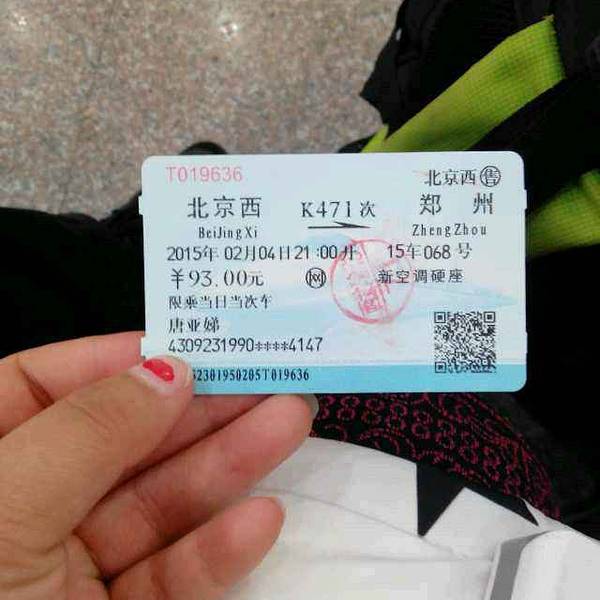 T019636
北京西售
北京西 K471次 郑州
BeiJingXi ZhengZhou
2015年02月04日21:00开 15车068号
￥93.00元 网 新空调硬座
限乘当日当次车
唐亚娣
4309231990****4147
2301950205T019636